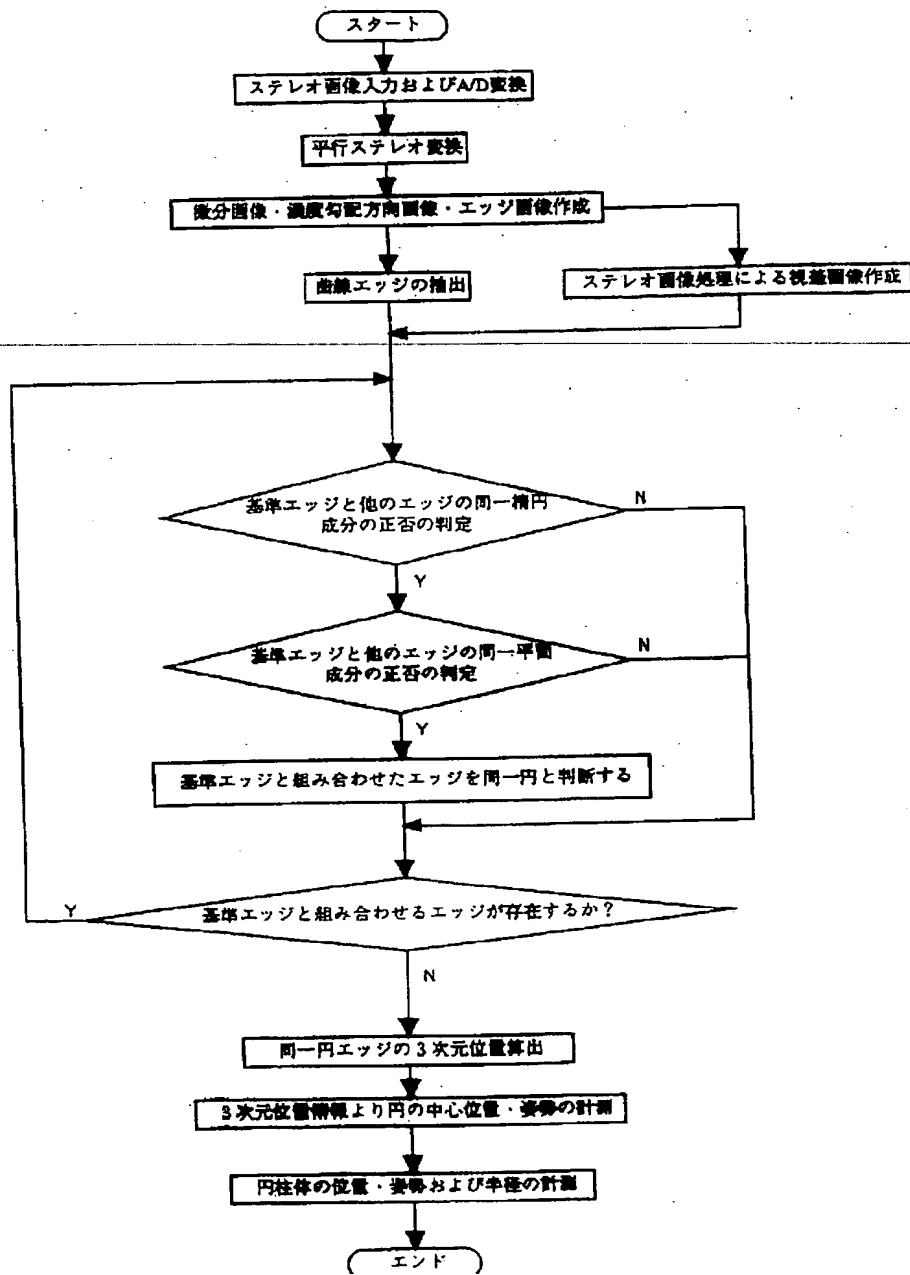 スタート
ステレオ画像入力およびA/D変換
平行ステレオ変換
微分画像・濃度勾配方向画像・エッジ画像作成
曲線エッジの抽出
ステレオ画像処理による視差画像作成
基準エッジと他のエッジの同一楕円
成分の正否の判定
N
Y
基準エッジと他のエッジの同一平面
成分の正否の判定
N
Y
基準エッジと組み合わせたエッジを同一円と判断する
基準エッジと組み合わせるエッジが存在するか？
Y
N
同一円エッジの3次元位置算出
3次元位置情報より円の中心位置・姿勢の計測
円柱体の位置・姿勢および半径の計測
エンド